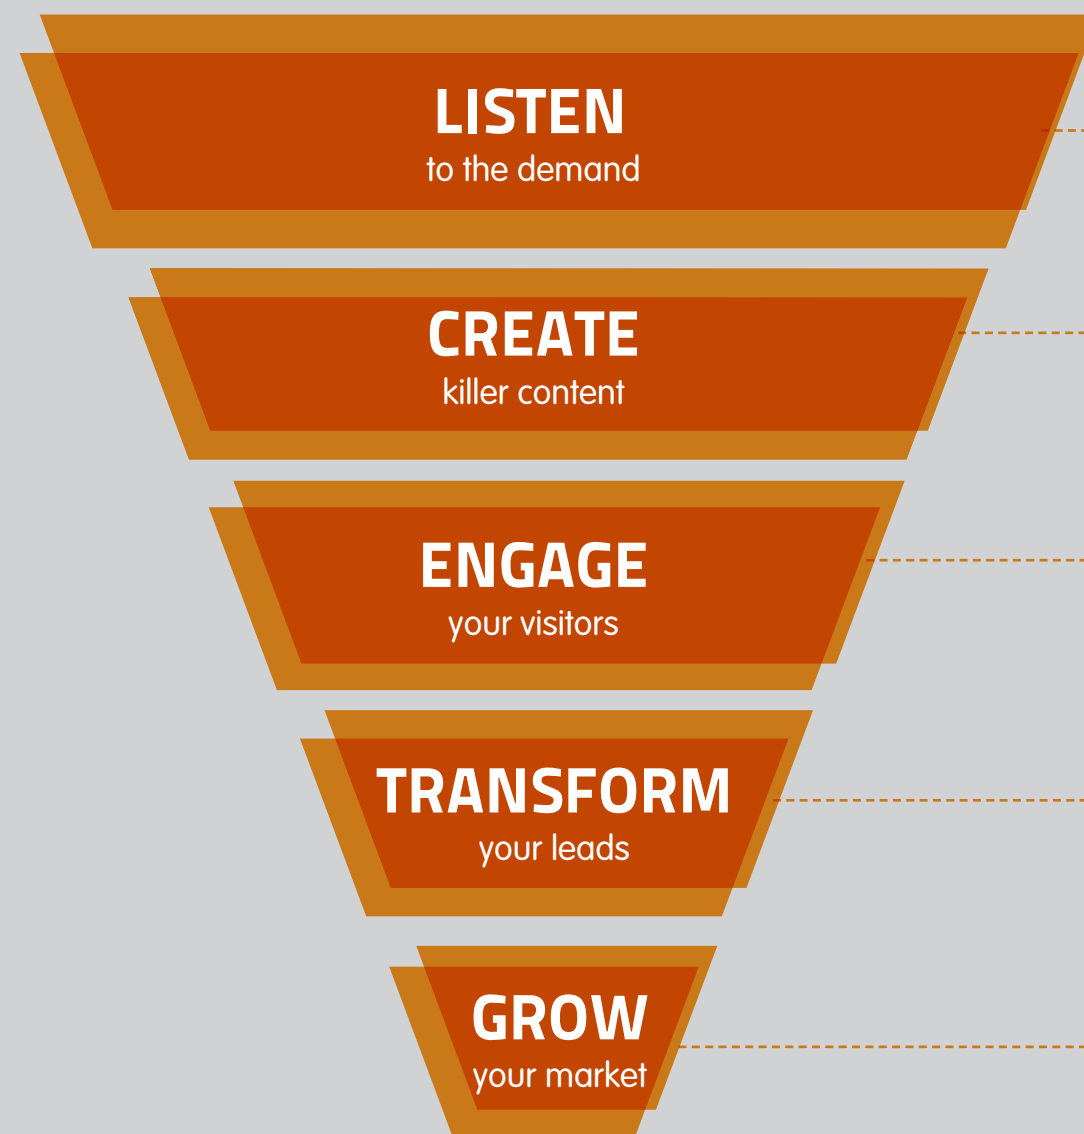 LISTEN
to the demand
CREATE
killer content
ENGAGE
your visitors
TRANSFORM
your leads
GROW
your market